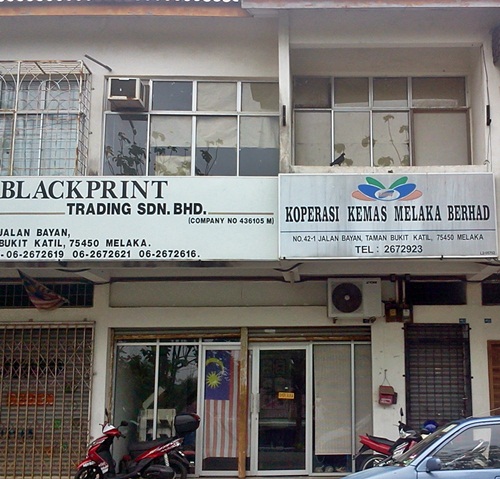 BLACKPRINT
TRADING SDN. BHD.
(COMPANY NO 436105 M)
JALAN BAYAN,
BUKIT KATIL, 75450 MELAKA.
- 06-2672619 06-2672621 06-2672616.
KOPERASI KEMAS MELAKA BERHAD
NO.42-1 JALAN BAYAN, TAMAN BUKIT KATIL, 75450 MELAKA
TEL : 2672923